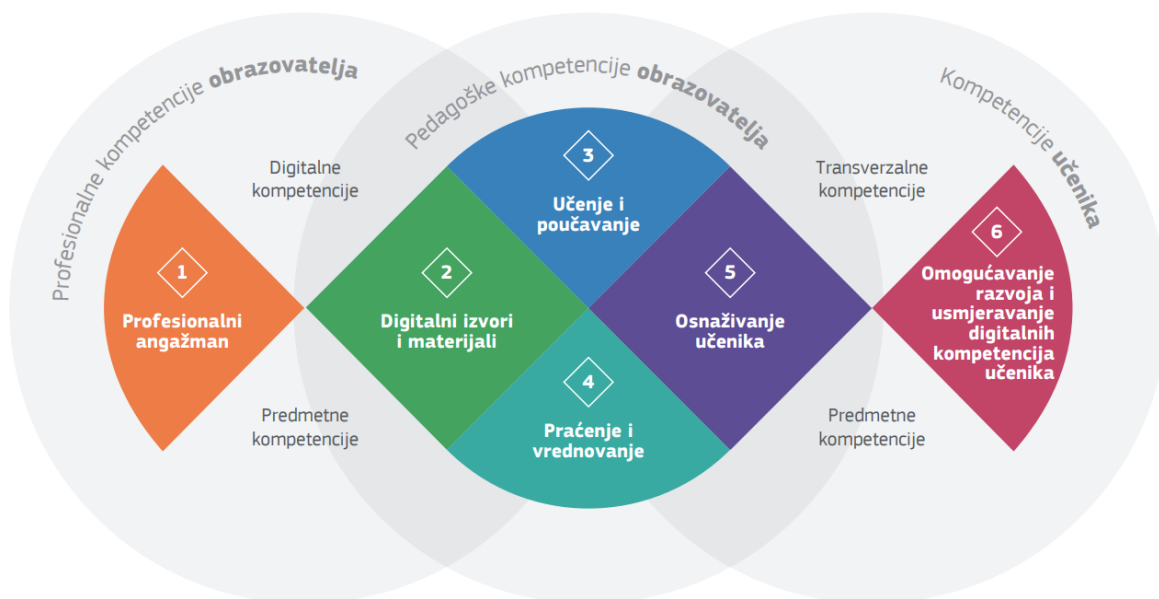 Profesionalne kompetencije obrazovatelja
Pedagoške kompetencije obrazovatelja
Kompetencije učenika
Digitalne
kompetencije
Transverzalne
kompetencije
1
Profesionalni
angažman
2
Digitalni izvori
i materijali
3
Učenje i
poučavanje
4
Praćenje i
vrednovanje
5
Osnaživanje
učenika
6
Omogućavanje
razvoja i
usmjeravanje
digitalnih
kompetencija
učenika
Predmetne
kompetencije
Predmetne
kompetencije